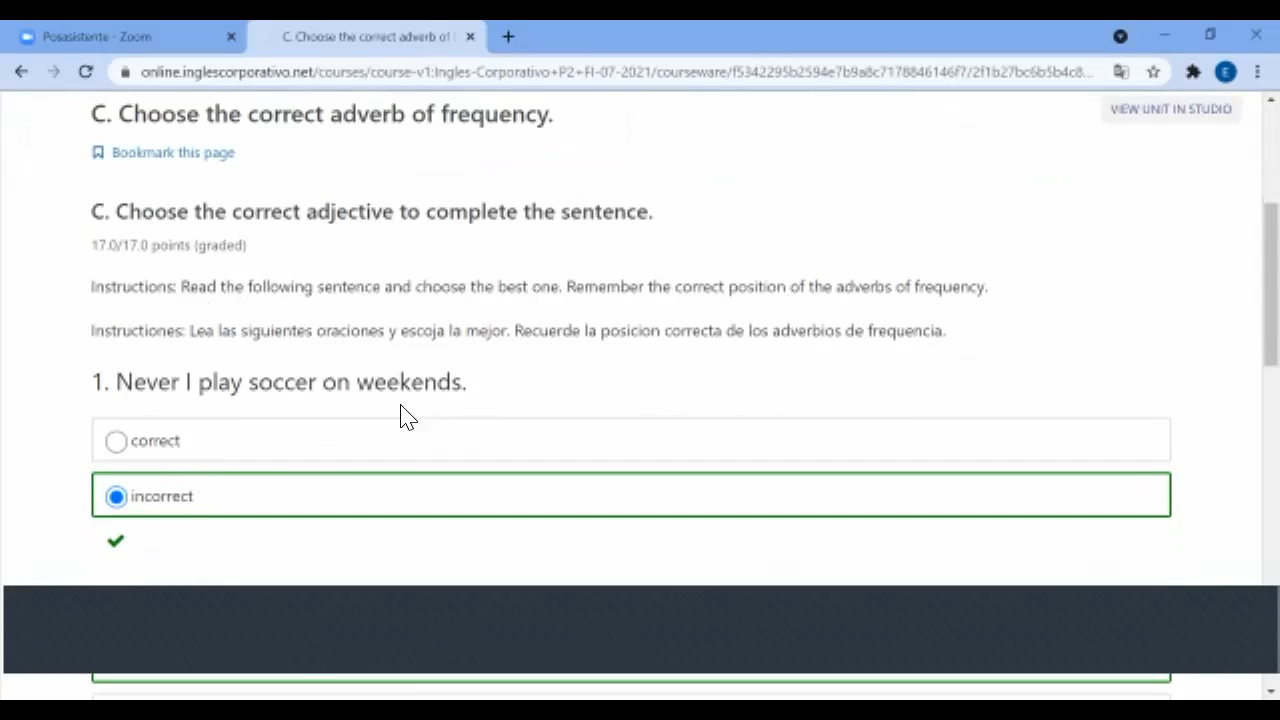 Posasistente - Zoom
C. Choose the correct adverb of
online.inglescorporativo.net/courses/course-v1:Ingles-Corporativo+P2+FI-07-2021/courseware/f5342295b2594e7b9a8c7178846146f7/2f1b27bc6b5b4c8...
E
C. Choose the correct adverb of frequency.
VIEW UNIT IN STUDIO
Bookmark this page
C. Choose the correct adjective to complete the sentence.
17.0/17.0 points (graded)
Instructions: Read the following sentence and choose the best one. Remember the correct position of the adverbs of frequency.
Instructiones: Lea las siguientes oraciones y escoja la mejor. Recuerde la posicion correcta de los adverbios de frequencia.
1. Never I play soccer on weekends.
correct
incorrect